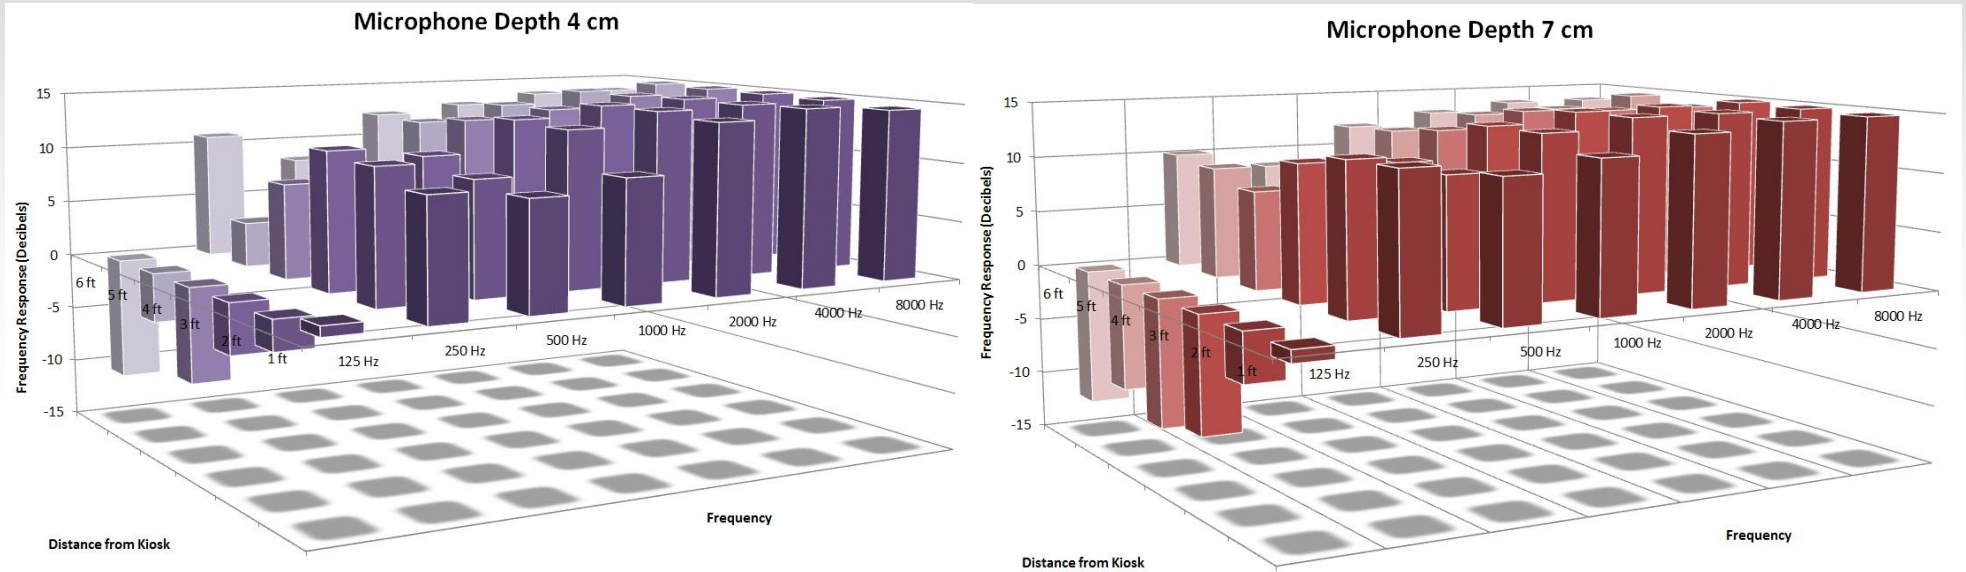 Microphone Depth 4 cm
15
10
5
0
-5
-10
-15
Frequency Response (Decibels)
6 ft
5 ft
4 ft
3 ft
2 ft
1 ft
125 Hz
250 Hz
500 Hz
1000 Hz
2000 Hz
4000 Hz
8000 Hz
Frequency
Distance from Kiosk
Microphone Depth 7 cm
15
10
5
0
-5
-10
-15
Frequency Response (Decibels)
6 ft
5 ft
4 ft
3 ft
2 ft
1 ft
125 Hz
250 Hz
500 Hz
1000 Hz
2000 Hz
4000 Hz
8000 Hz
Frequency
Distance from Kiosk